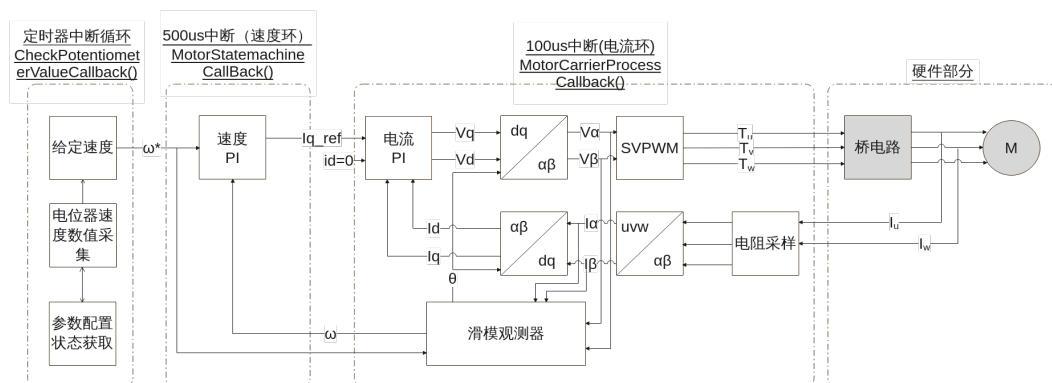 定时器中断循环
CheckPotentiomet
erValueCallback()
500us中断（速度环）
MotorStatemachine
CallBack()
100us中断(电流环)
MotorCarrierProcess
Callback()
硬件部分
给定速度
ω*
速度
PI
Iq_ref
id=0
电流
PI
Vq
Vd
dq
αβ
Vα
Vβ
SVPWM
Tu
Tv
Tw
桥电路
M
电位器速
度数值采
集
Id
Iq
αβ
dq
Iα
Iβ
uvw
αβ
电阻采样
Iu
Iw
θ
参数配置
状态获取
ω
滑模观测器